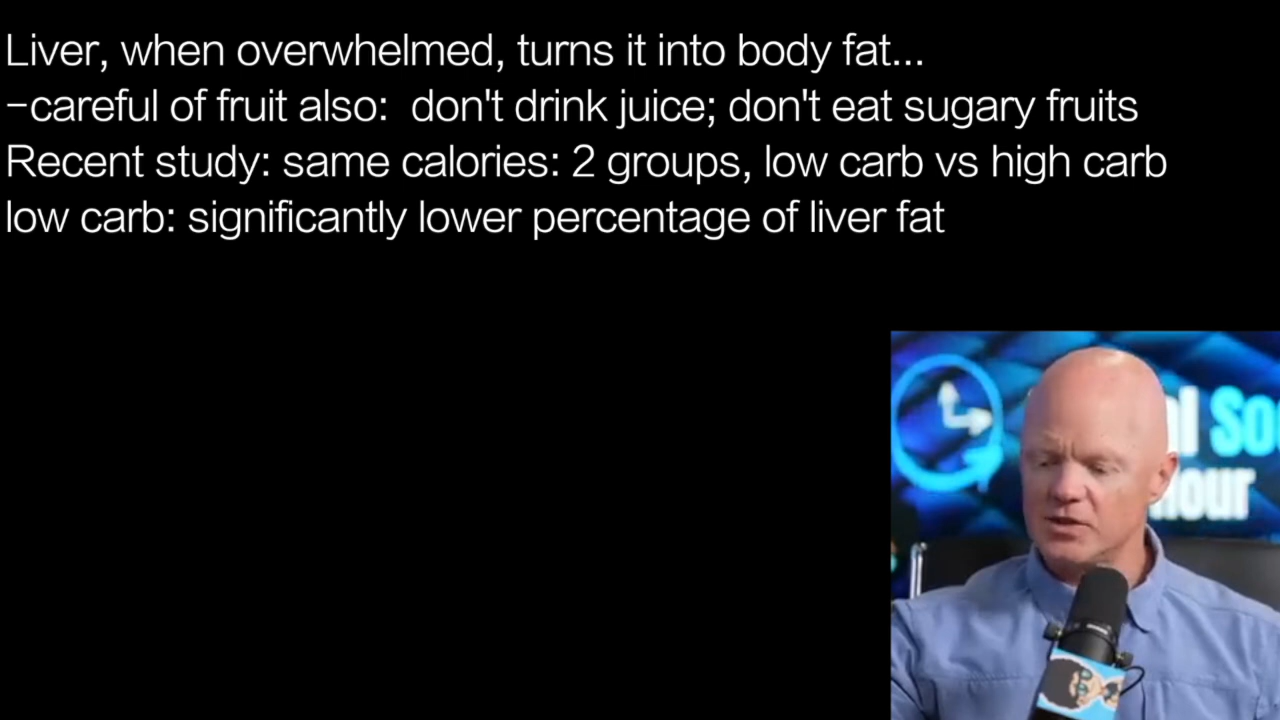 Liver, when overwhelmed, turns it into body fat...
-careful of fruit also:  don't drink juice; don't eat sugary fruits
Recent study: same calories: 2 groups, low carb vs high carb
low carb: significantly lower percentage of liver fat